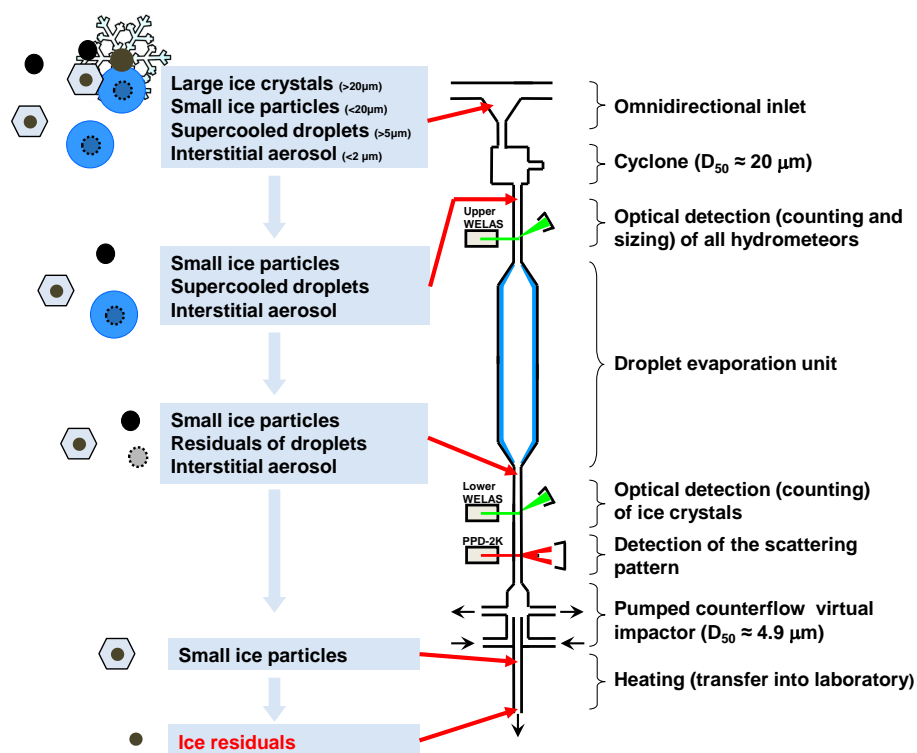 Large ice crystals (>20µm)
Small ice particles (<20µm)
Supercooled droplets (>5µm)
Interstitial aerosol (<2 µm)
Omnidirectional inlet
Cyclone (D50 ≈ 20 µm)
Upper
WELAS
Optical detection (counting and
sizing) of all hydrometeors
Small ice particles
Supercooled droplets
Interstitial aerosol
Droplet evaporation unit
Small ice particles
Residuals of droplets
Interstitial aerosol
Lower
WELAS
Optical detection (counting)
of ice crystals
PPD-2K
Detection of the scattering
pattern
Pumped counterflow virtual
impactor (D50 ≈ 4.9 µm)
Small ice particles
Heating (transfer into laboratory)
Ice residuals